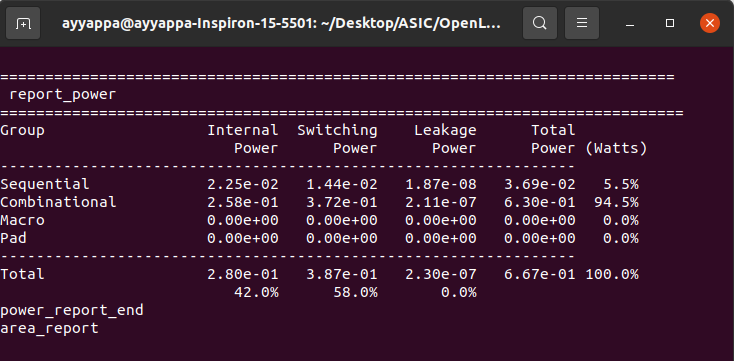 ayyappa@ayyappa-Inspiron-15-5501: ~/Desktop/ASIC/OpenL...
===========================================================================
 report_power
============================================================================
Group                  Internal  Switching    Leakage      Total
                          Power      Power      Power      Power (Watts)
----------------------------------------------------------------
Sequential             2.25e-02   1.44e-02   1.87e-08   3.69e-02   5.5%
Combinational          2.58e-01   3.72e-01   2.11e-07   6.30e-01  94.5%
Macro                  0.00e+00   0.00e+00   0.00e+00   0.00e+00   0.0%
Pad                    0.00e+00   0.00e+00   0.00e+00   0.00e+00   0.0%
----------------------------------------------------------------
Total                  2.80e-01   3.87e-01   2.30e-07   6.67e-01 100.0%
                          42.0%      58.0%       0.0%
power_report_end
area_report